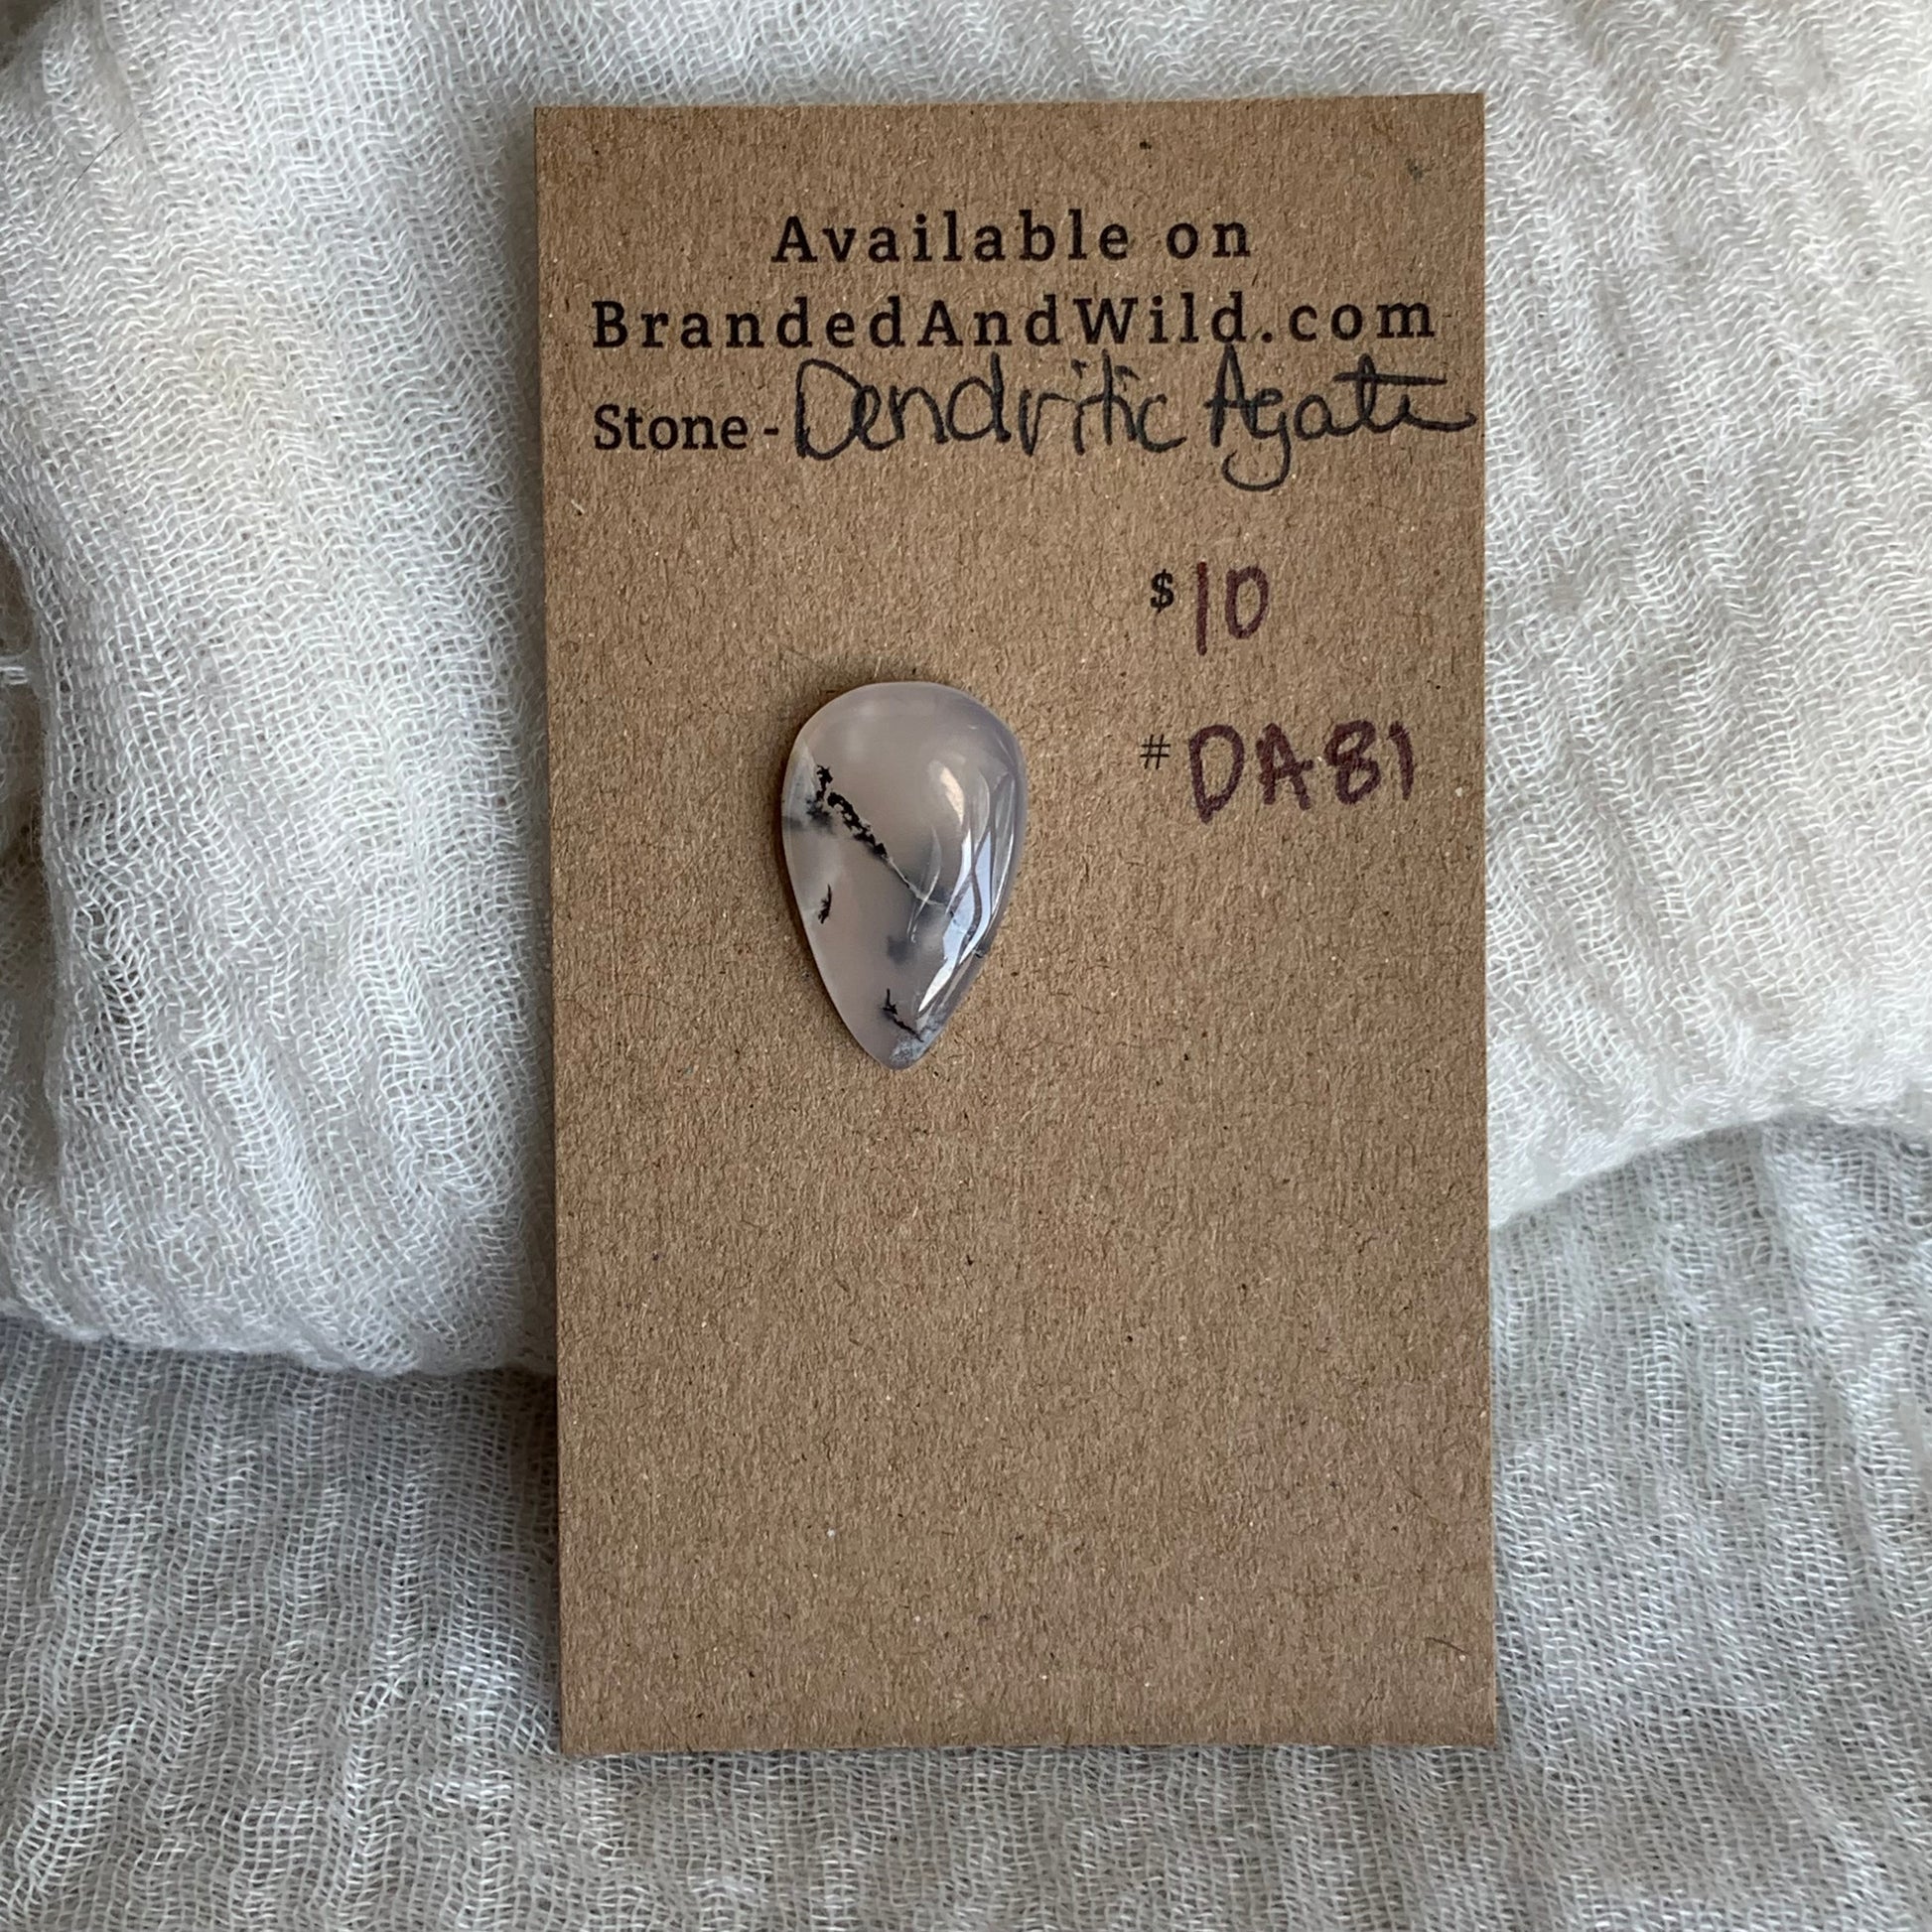 Available on
BrandedAndWild.com
Stone - Dendritic Agate
$10
#DA81